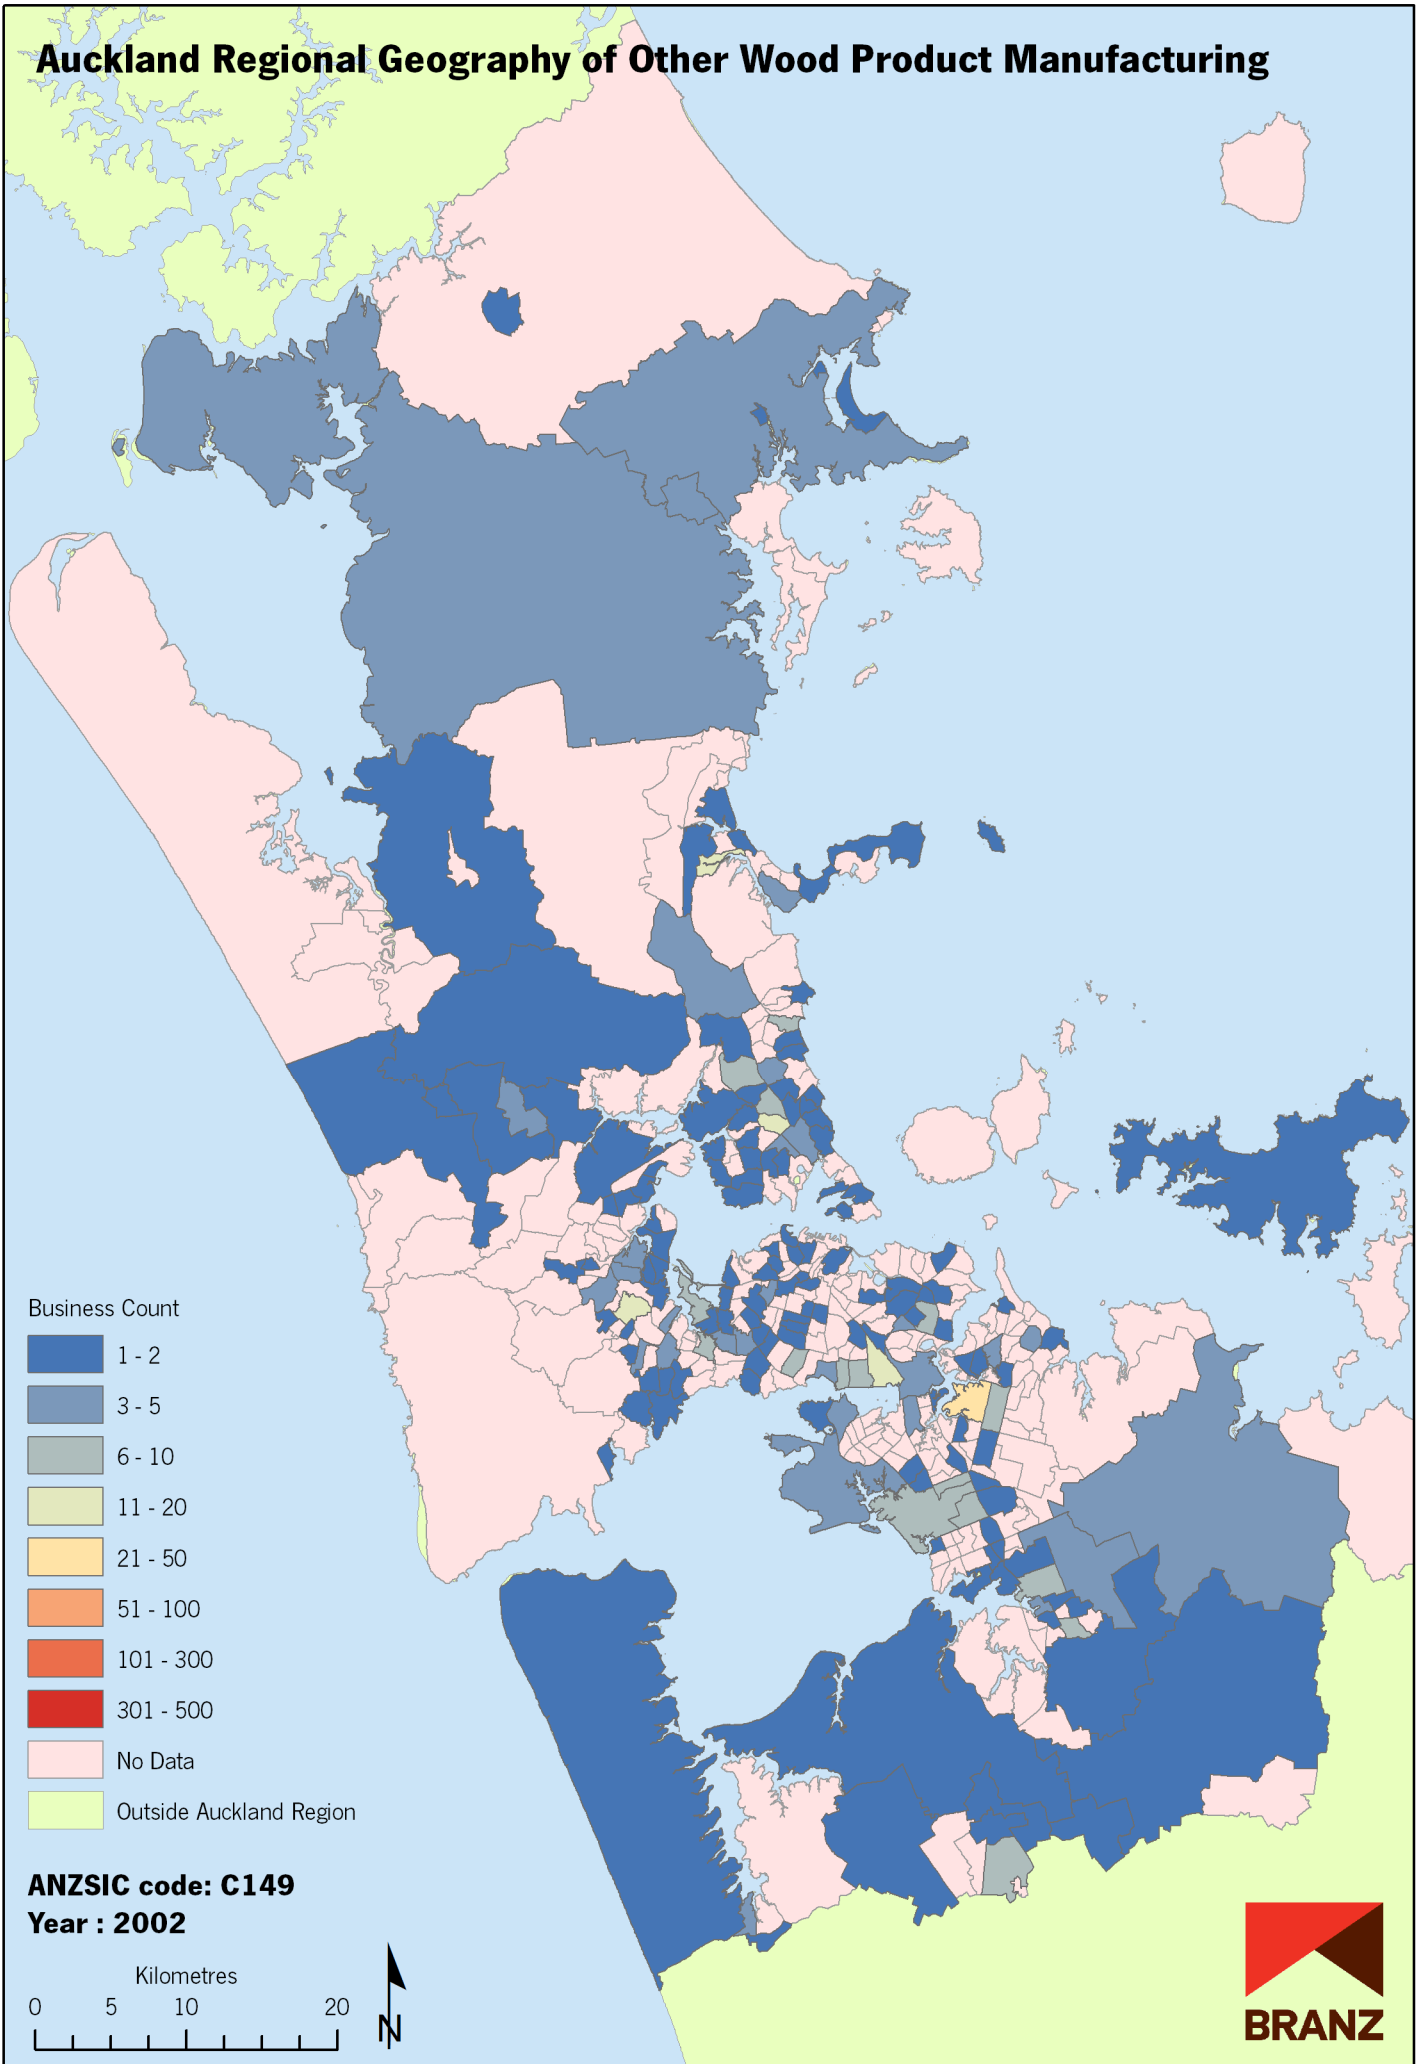 Auckland Regional Geography of Other Wood Product Manufacturing
Business Count
1 - 2
3 - 5
6 - 10
11 - 20
21 - 50
51 - 100
101 - 300
301 - 500
No Data
Outside Auckland Region
ANZSIC code: C149
Year : 2002
Kilometres
0 5 10 20
N
BRANZ